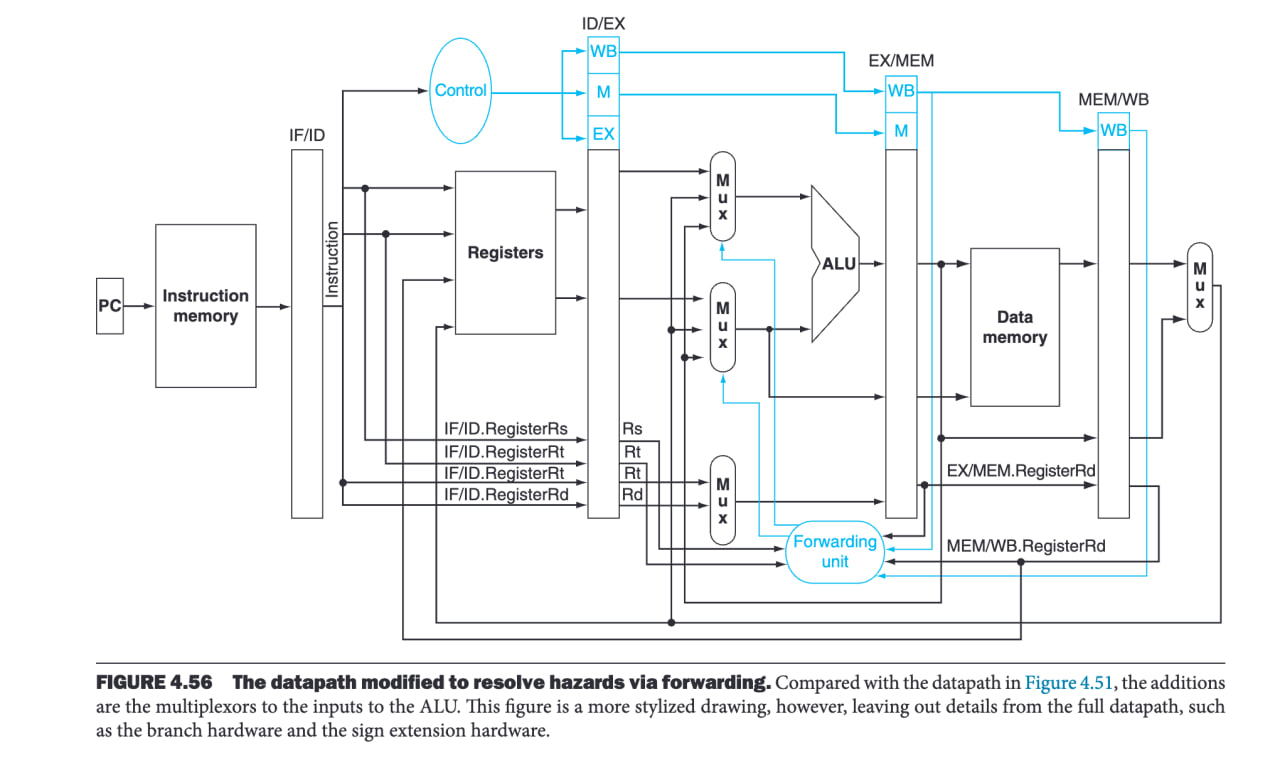 ID/EX
WB
EX/MEM
Control
M
WB
MEM/WB
IF/ID
EX
M
WB
M
u
x
Instruction
Registers
ALU
M
u
x
PC
Instruction
memory
M
u
x
Data
memory
IF/ID.RegisterRs
Rs
IF/ID.RegisterRt
Rt
IF/ID.RegisterRt
Rt
IF/ID.RegisterRd
Rd
M
u
x
EX/MEM.RegisterRd
Forwarding
unit
MEM/WB.RegisterRd
FIGURE 4.56 The datapath modified to resolve hazards via forwarding. Compared with the datapath in Figure 4.51, the additions
are the multiplexors to the inputs to the ALU. This figure is a more stylized drawing, however, leaving out details from the full datapath, such
as the branch hardware and the sign extension hardware.